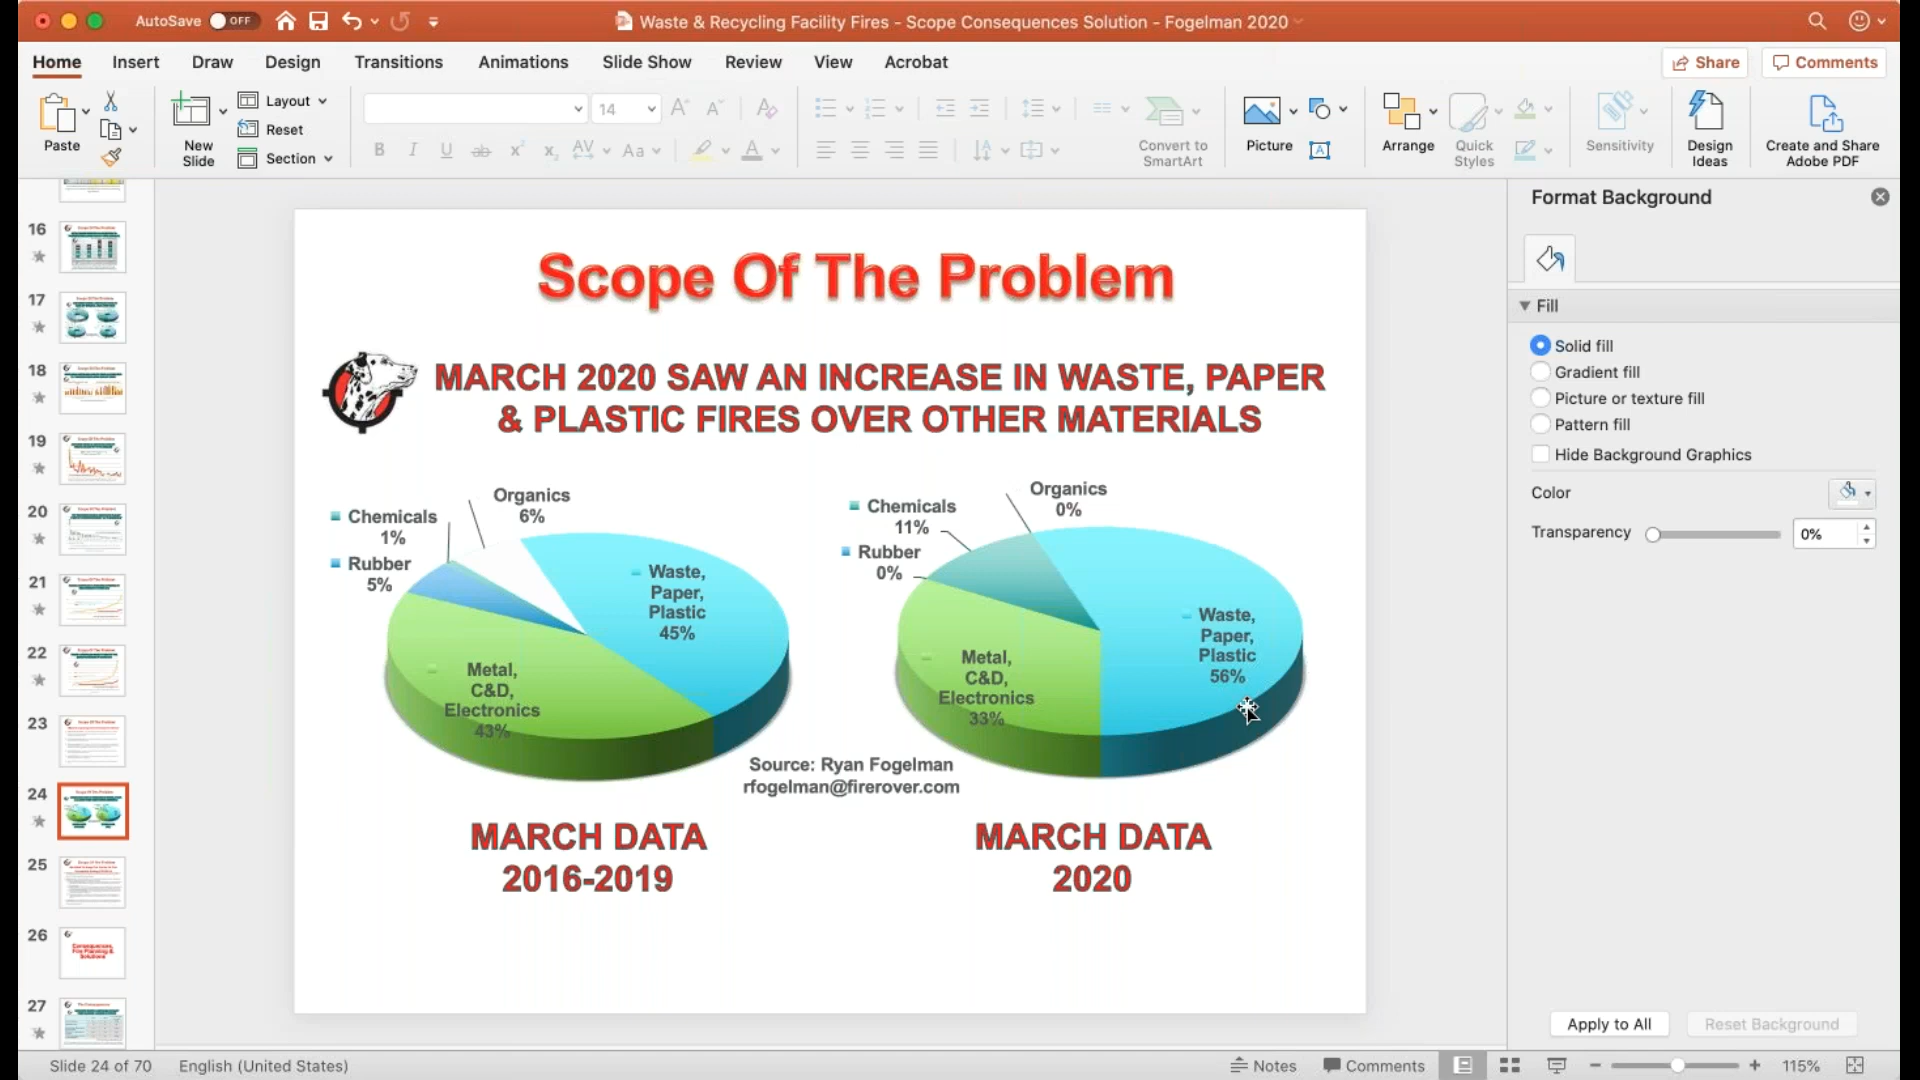 AutoSave OFF
Waste & Recycling Facility Fires - Scope Consequences Solution - Fogelman 2020
Home Insert Draw Design Transitions Animations Slide Show Review View Acrobat
Share Comments
Paste
New
Slide
Layout
Reset
Section
14
Convert to
SmartArt
Picture
Arrange
Quick
Styles
Sensitivity
Design
Ideas
Create and Share
Adobe PDF
16
17
18
19
20
21
22
23
24
25
26
Consequences,
Fire Planning &
Solutions
27
Scope Of The Problem
MARCH 2020 SAW AN INCREASE IN WASTE, PAPER
& PLASTIC FIRES OVER OTHER MATERIALS
Organics
6%
Chemicals
1%
Rubber
5%
Waste,
Paper,
Plastic
45%
Metal,
C&D,
Electronics
43%
Organics
0%
Chemicals
11%
Rubber
0%
Waste,
Paper,
Plastic
56%
Metal,
C&D,
Electronics
33%
Source: Ryan Fogelman
rfogelman@firerover.com
MARCH DATA
2016-2019
MARCH DATA
2020
Format Background
Fill
Solid fill
Gradient fill
Picture or texture fill
Pattern fill
Hide Background Graphics
Color
Transparency 0%
Apply to All Reset Background
Slide 24 of 70 English (United States)
Notes Comments 115%